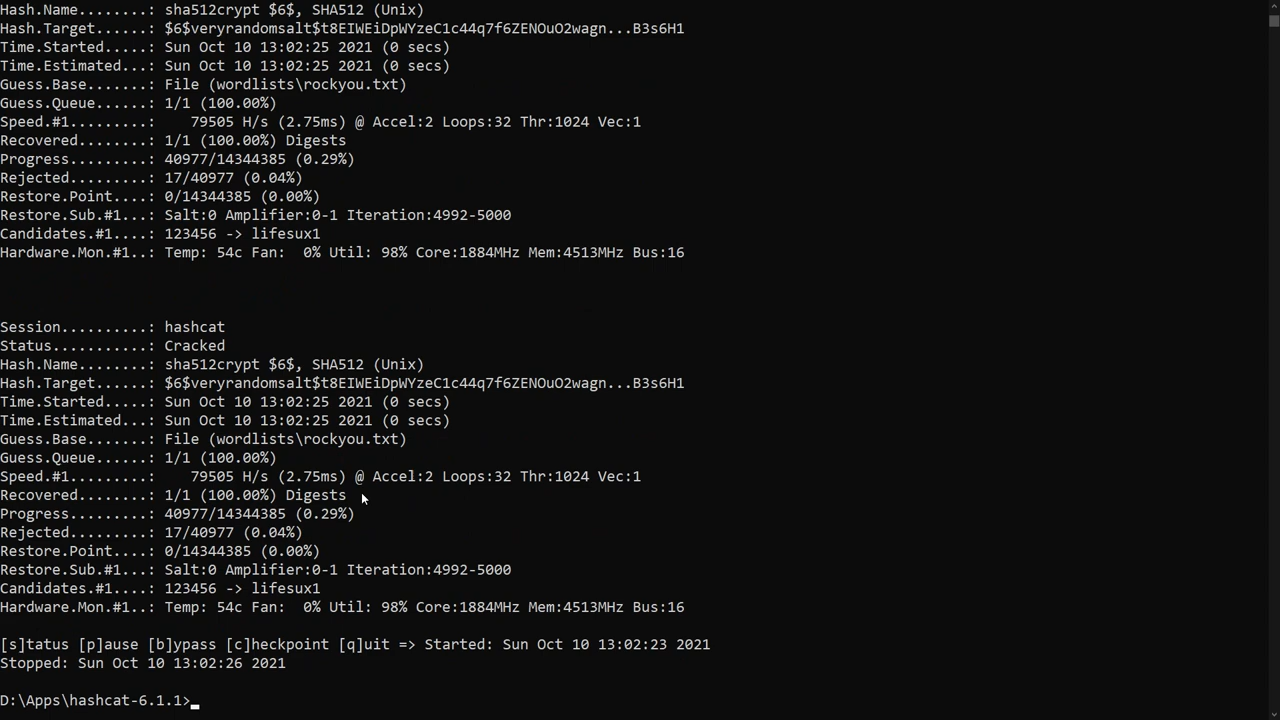 Hash.Name........: sha512crypt $6$, SHA512 (Unix)
Hash.Target......: $6$veryrandomsalt$t8EIWEiDpWYzeC1c44q7f6ZENOuO2wagn...B3s6H1
Time.Started.....: Sun Oct 10 13:02:25 2021 (0 secs)
Time.Estimated...: Sun Oct 10 13:02:25 2021 (0 secs)
Guess.Base.......: File (wordlists\rockyou.txt)
Guess.Queue......: 1/1 (100.00%)
Speed.#1.........:    79505 H/s (2.75ms) @ Accel:2 Loops:32 Thr:1024 Vec:1
Recovered........: 1/1 (100.00%) Digests
Progress.........: 40977/14344385 (0.29%)
Rejected.........: 17/40977 (0.04%)
Restore.Point....: 0/14344385 (0.00%)
Restore.Sub.#1...: Salt:0 Amplifier:0-1 Iteration:4992-5000
Candidates.#1....: 123456 -> lifesux1
Hardware.Mon.#1..: Temp: 54c Fan:  0% Util: 98% Core:1884MHz Mem:4513MHz Bus:16
Session..........: hashcat
Status...........: Cracked
Hash.Name........: sha512crypt $6$, SHA512 (Unix)
Hash.Target......: $6$veryrandomsalt$t8EIWEiDpWYzeC1c44q7f6ZENOuO2wagn...B3s6H1
Time.Started.....: Sun Oct 10 13:02:25 2021 (0 secs)
Time.Estimated...: Sun Oct 10 13:02:25 2021 (0 secs)
Guess.Base.......: File (wordlists\rockyou.txt)
Guess.Queue......: 1/1 (100.00%)
Speed.#1.........:    79505 H/s (2.75ms) @ Accel:2 Loops:32 Thr:1024 Vec:1
Recovered........: 1/1 (100.00%) Digests
Progress.........: 40977/14344385 (0.29%)
Rejected.........: 17/40977 (0.04%)
Restore.Point....: 0/14344385 (0.00%)
Restore.Sub.#1...: Salt:0 Amplifier:0-1 Iteration:4992-5000
Candidates.#1....: 123456 -> lifesux1
Hardware.Mon.#1..: Temp: 54c Fan:  0% Util: 98% Core:1884MHz Mem:4513MHz Bus:16
[s]tatus [p]ause [b]ypass [c]heckpoint [q]uit => Started: Sun Oct 10 13:02:23 2021
Stopped: Sun Oct 10 13:02:26 2021
D:\Apps\hashcat-6.1.1>